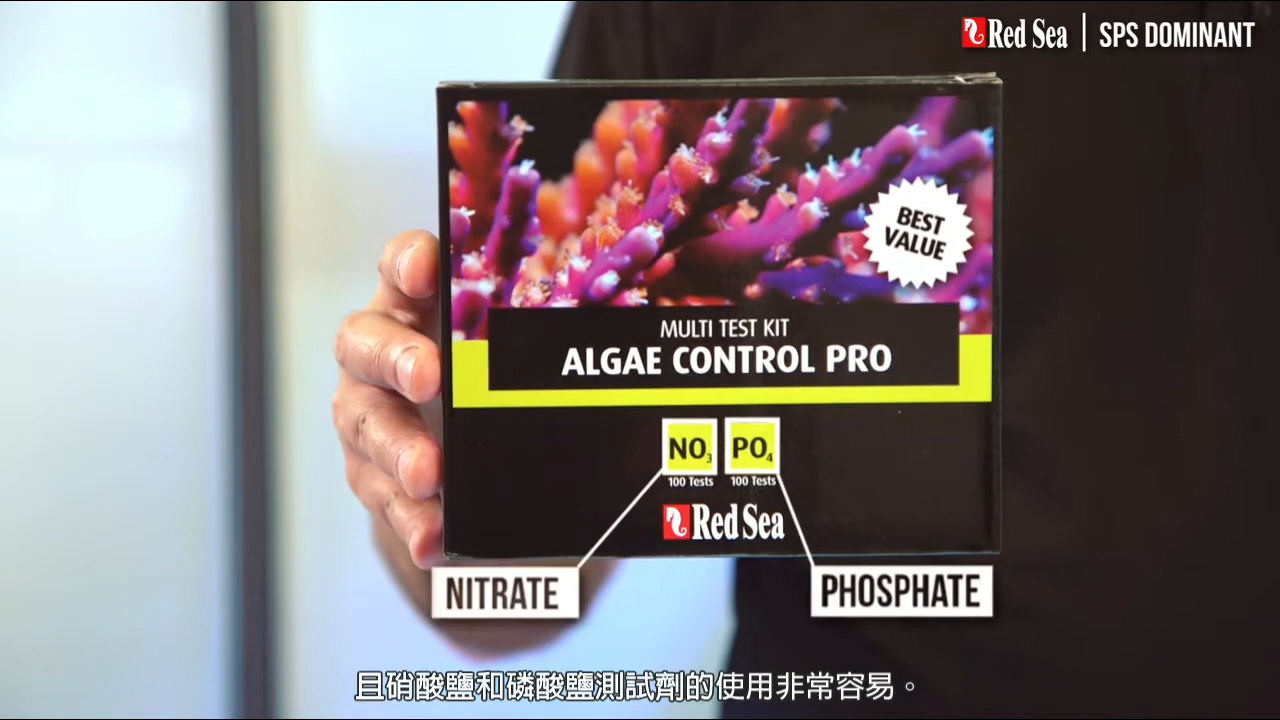 Red Sea | SPS DOMINANT
BEST
VALUE
MULTI TEST KIT
ALGAE CONTROL PRO
NO3 PO4
100 Tests 100 Tests
Red Sea
NITRATE PHOSPHATE
且硝酸鹽和磷酸鹽測試劑的使用非常容易。